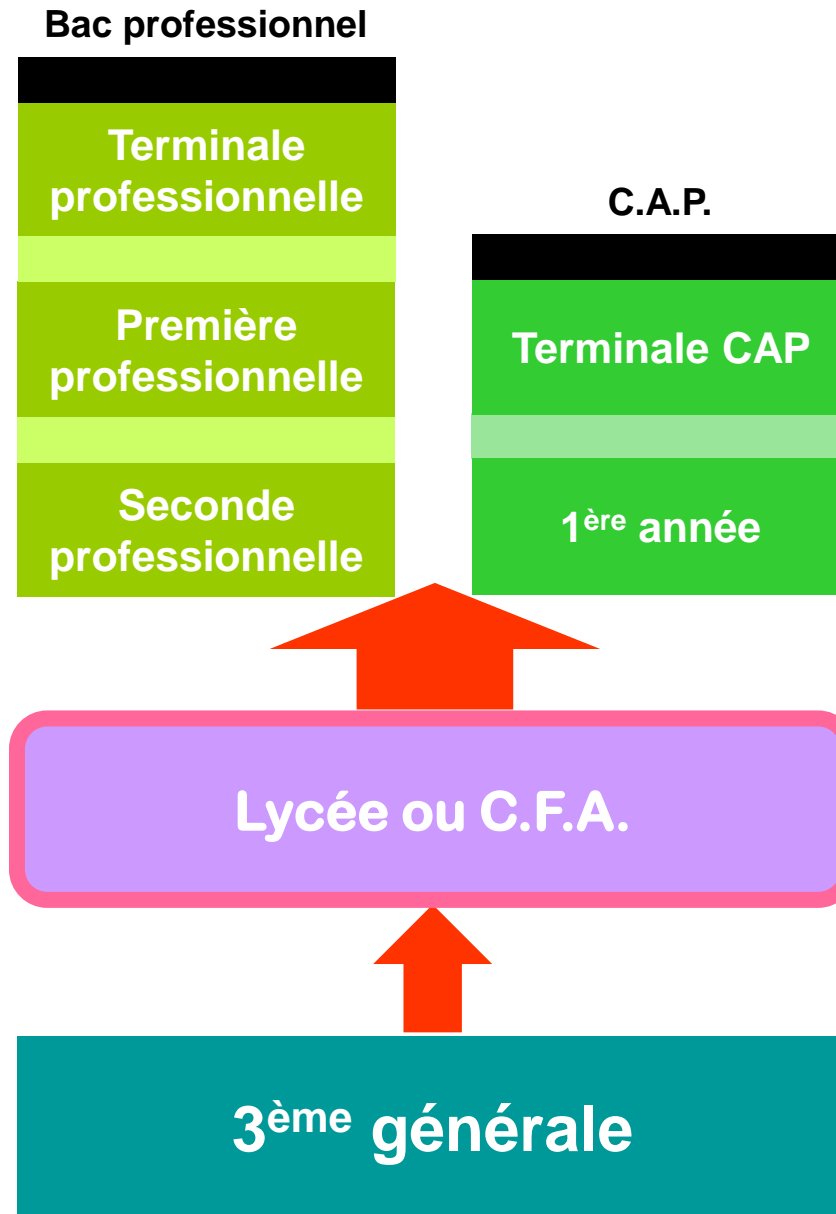 Bac professionnel
Terminale
professionnelle
Première
professionnelle
Seconde
professionnelle
C.A.P.
Terminale CAP
1ère année
Lycée ou C.F.A.
3ème générale